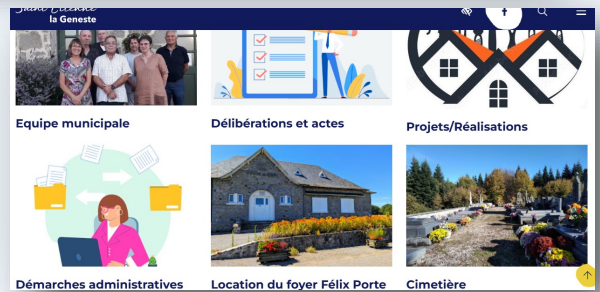 Saint Etienne
la Geneste
Equipe municipale
Délibérations et actes
Projets/Réalisations
Démarches administratives
Location du foyer Félix Porte
Cimetière